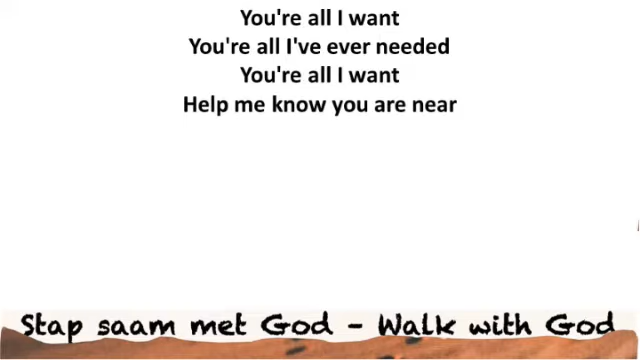 You're all I want
You're all I've ever needed
You're all I want
Help me know you are near
Stap saam met God - Walk with God